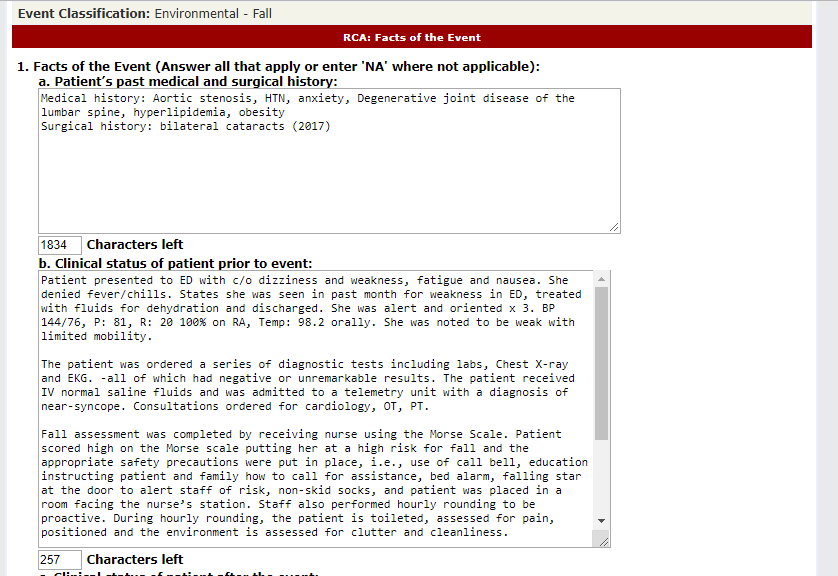 Event Classification: Environmental - Fall
RCA: Facts of the Event
1. Facts of the Event (Answer all that apply or enter 'NA' where not applicable):
a. Patient's past medical and surgical history:
Medical history: Aortic stenosis, HTN, anxiety, Degenerative joint disease of the
lumbar spine, hyperlipidemia, obesity
Surgical history: bilateral cataracts (2017)
1834 Characters left
b. Clinical status of patient prior to event:
Patient presented to ED with c/o dizziness and weakness, fatigue and nausea. She
denied fever/chills. States she was seen in past month for weakness in ED, treated
with fluids for dehydration and discharged. She was alert and oriented x 3. BP
144/76, P: 81, R: 20 100% on RA, Temp: 98.2 orally. She was noted to be weak with
limited mobility.
The patient was ordered a series of diagnostic tests including labs, Chest X-ray
and EKG. -all of which had negative or unremarkable results. The patient received
IV normal saline fluids and was admitted to a telemetry unit with a diagnosis of
near-syncope. Consultations ordered for cardiology, OT, PT.
Fall assessment was completed by receiving nurse using the Morse Scale. Patient
scored high on the Morse scale putting her at a high risk for fall and the
appropriate safety precautions were put in place, i.e., use of call bell, education
instructing patient and family how to call for assistance, bed alarm, falling star
at the door to alert staff of risk, non-skid socks, and patient was placed in a
room facing the nurse's station. Staff also performed hourly rounding to be
proactive. During hourly rounding, the patient is toileted, assessed for pain,
positioned and the environment is assessed for clutter and cleanliness.
257 Characters left
c. Clinical status of patient after the event: